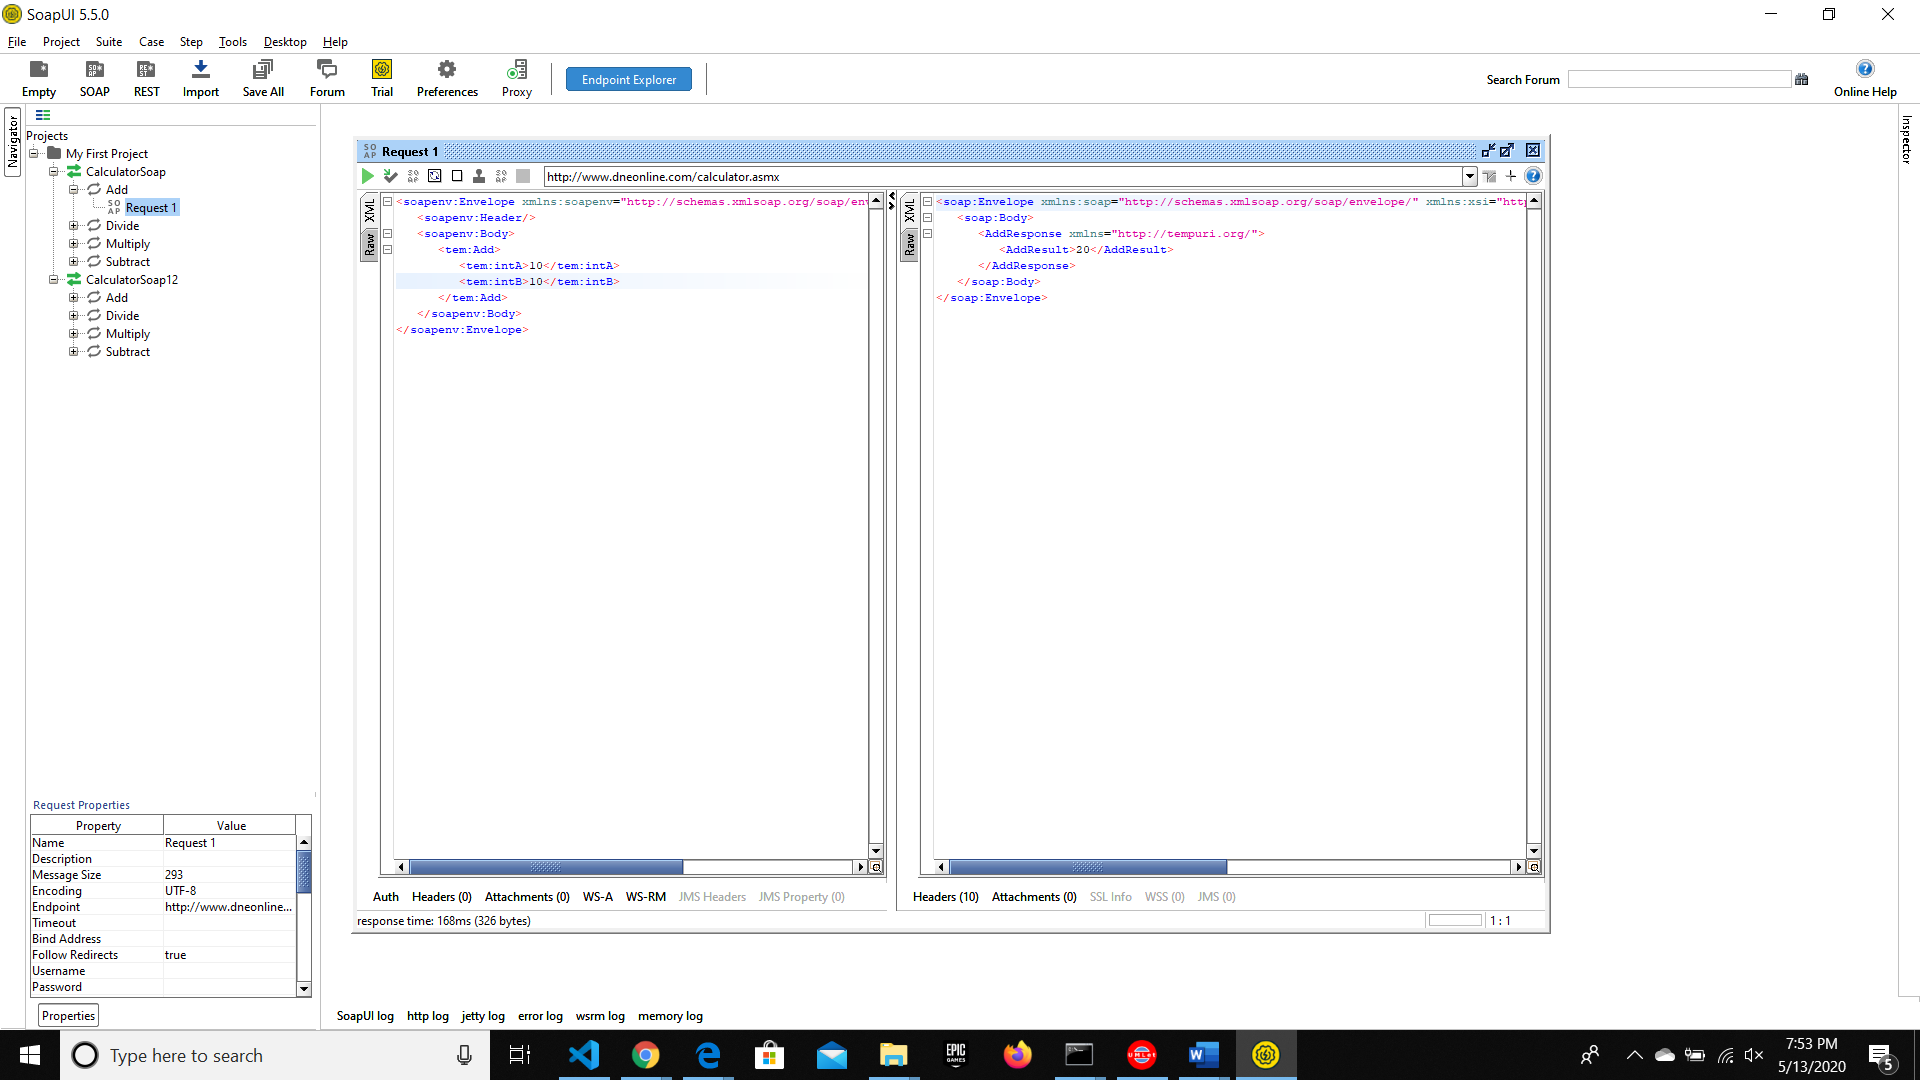 SoapUI 5.5.0
File Project Suite Case Step Tools Desktop Help
Empty SOAP REST Import Save All Forum Trial Preferences Proxy Endpoint Explorer Search Forum Online Help
Navigator
Inspector
Projects
My First Project
CalculatorSoap
Add
SO AP Request 1
Divide
Multiply
Subtract
CalculatorSoap12
Add
Divide
Multiply
Subtract
Request 1
http://www.dneonline.com/calculator.asmx
XML
Raw
<soapenv:Envelope xmlns:soapenv="http://schemas.xmlsoap.org/soap/env
<soapenv:Header/>
<soapenv:Body>
<tem:Add>
<tem:intA>10</tem:intA>
<tem:intB>10</tem:intB>
</tem:Add>
</soapenv:Body>
</soapenv:Envelope>
XML
Raw
<soap:Envelope xmlns:soap="http://schemas.xmlsoap.org/soap/envelope/" xmlns:xsi="http
<soap:Body>
<AddResponse xmlns="http://tempuri.org/">
<AddResult>20</AddResult>
</AddResponse>
</soap:Body>
</soap:Envelope>
Auth Headers (0) Attachments (0) WS-A WS-RM JMS Headers JMS Property (0)
Headers (10) Attachments (0) SSL Info WSS (0) JMS (0)
response time: 168ms (326 bytes)
1 : 1
Request Properties
Property Value
Name Request 1
Description
Message Size 293
Encoding UTF-8
Endpoint http://www.dneonline...
Timeout
Bind Address
Follow Redirects true
Username
Password
Properties
SoapUI log http log jetty log error log wsrm log memory log
Type here to search
EPIC GAMES
UMLet
7:53 PM
5/13/2020
5